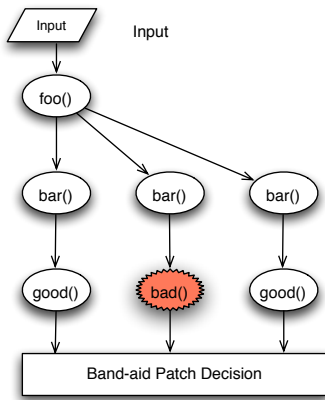 Input
Input
foo()
bar() bar() bar()
good() bad() good()
Band-aid Patch Decision